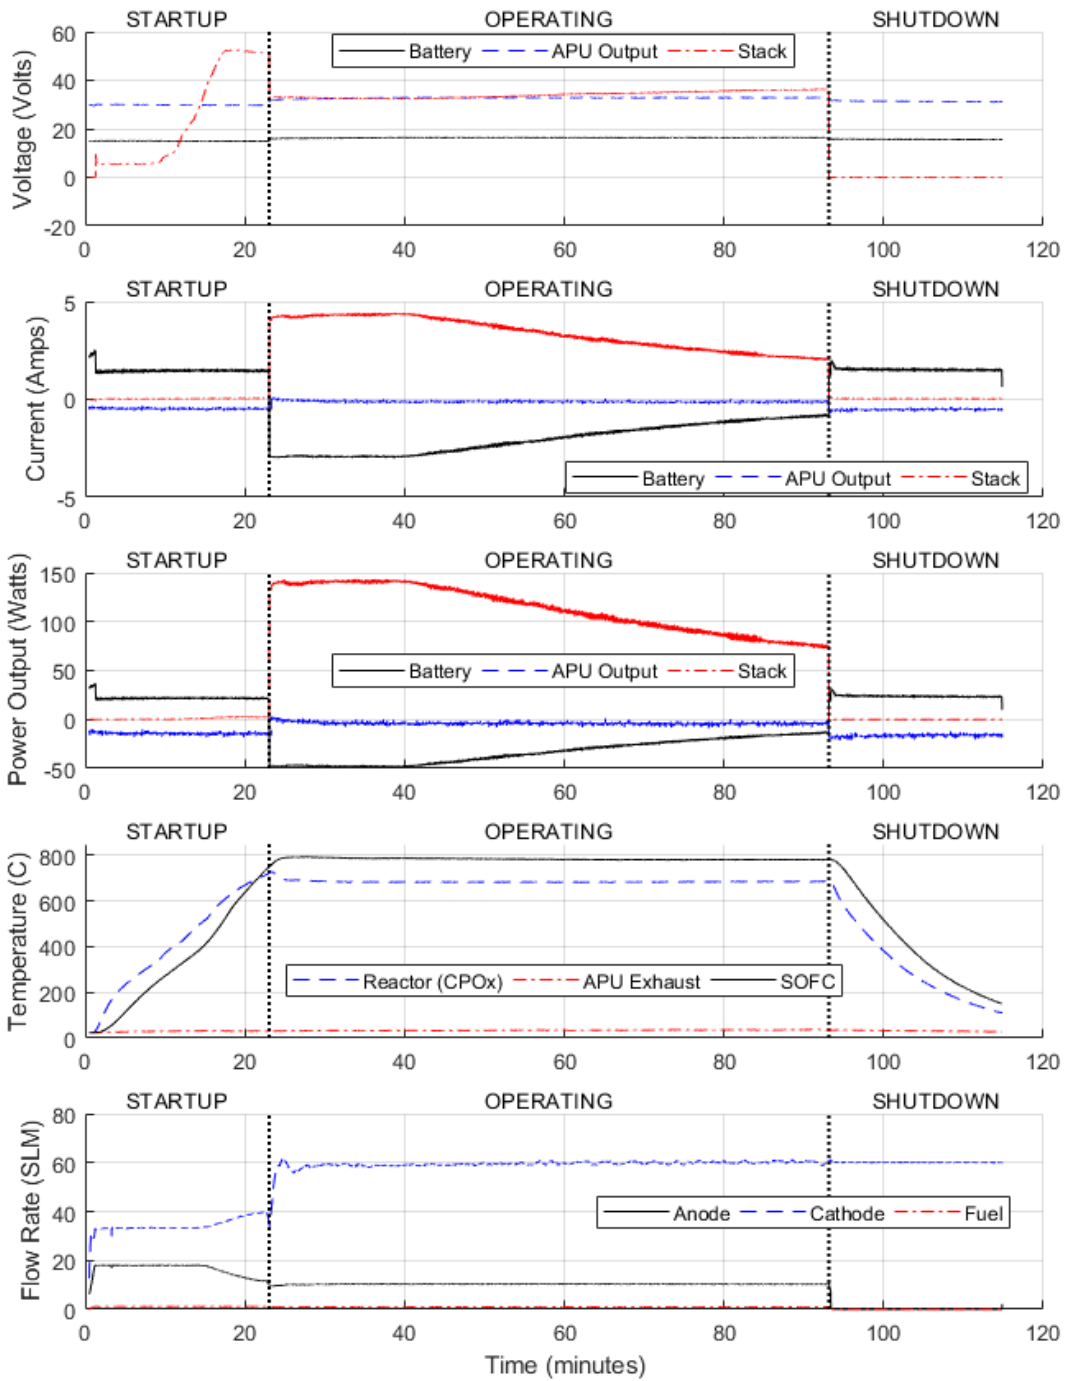 STARTUP OPERATING SHUTDOWN
60
Battery APU Output Stack
40
20
0
-20
Voltage (Volts)
0 20 40 60 80 100 120
STARTUP OPERATING SHUTDOWN
5
0
-5
Current (Amps)
Battery APU Output Stack
0 20 40 60 80 100 120
STARTUP OPERATING SHUTDOWN
150
100
50
0
-50
Power Output (Watts)
Battery APU Output Stack
0 20 40 60 80 100 120
STARTUP OPERATING SHUTDOWN
800
600
400
200
0
Temperature (C)
Reactor (CPOx) APU Exhaust SOFC
0 20 40 60 80 100 120
STARTUP OPERATING SHUTDOWN
80
60
40
20
0
Flow Rate (SLM)
Anode Cathode Fuel
0 20 40 60 80 100 120
Time (minutes)